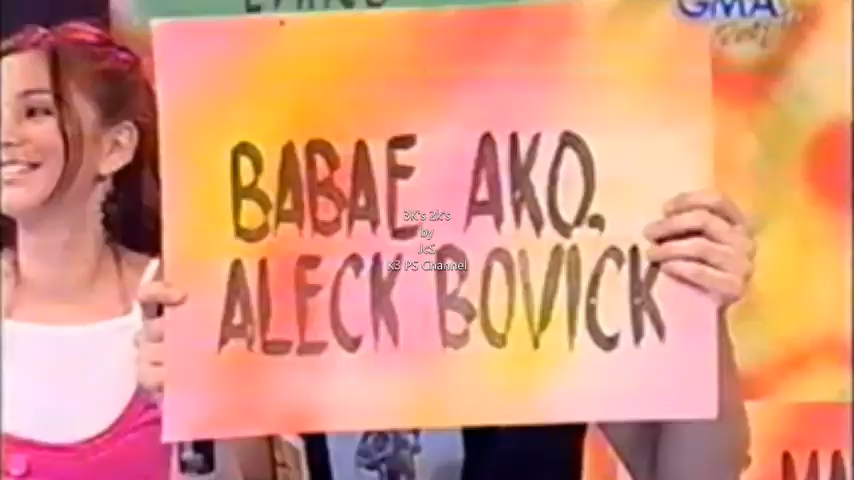 GMA
BABAE AKO.
ALECK BOVICK
3K's 2k's
by
JcS
K3 PS Channel